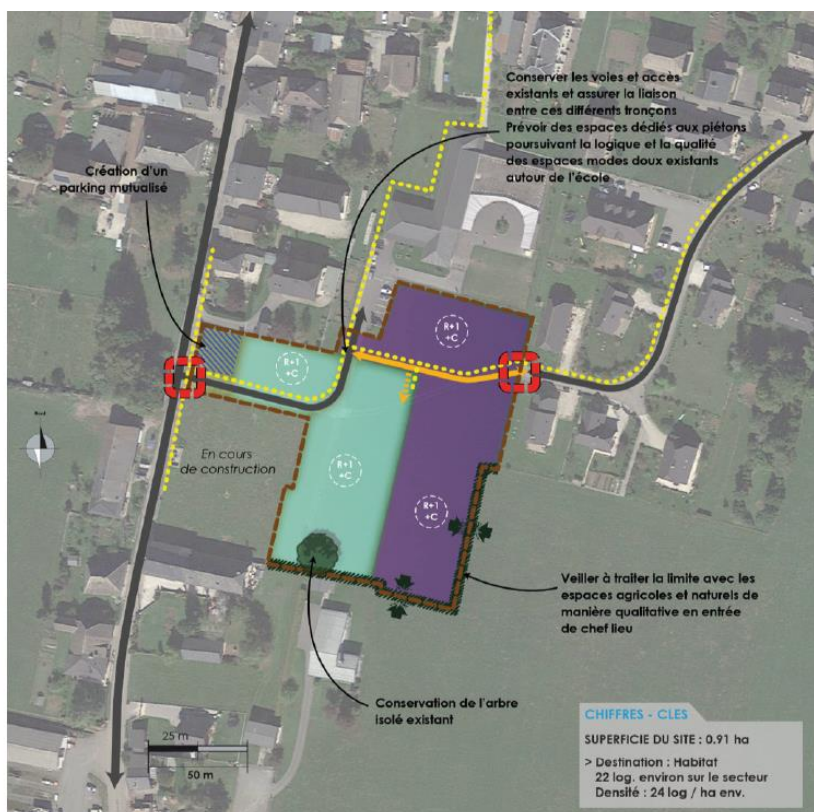 Conserver les voies et accès
existants et assurer la liaison
entre ces différents tronçons
Prévoir des espaces dédiés aux piétons
poursuivant la logique et la qualité
des espaces modes doux existants
autour de l'école
Création d'un
parking mutualisé
R+1
+C
R+1
+C
Nord
En cours
de construction
R+1
+C
R+1
+C
Veiller à traiter la limite avec les
espaces agricoles et naturels de
manière qualitative en entrée
de chef lieu
Conservation de l'arbre
isolé existant
25 m
50 m
CHIFFRES - CLES
SUPERFICIE DU SITE : 0.91 ha
> Destination : Habitat
22 log. environ sur le secteur
Densité : 24 log / ha env.